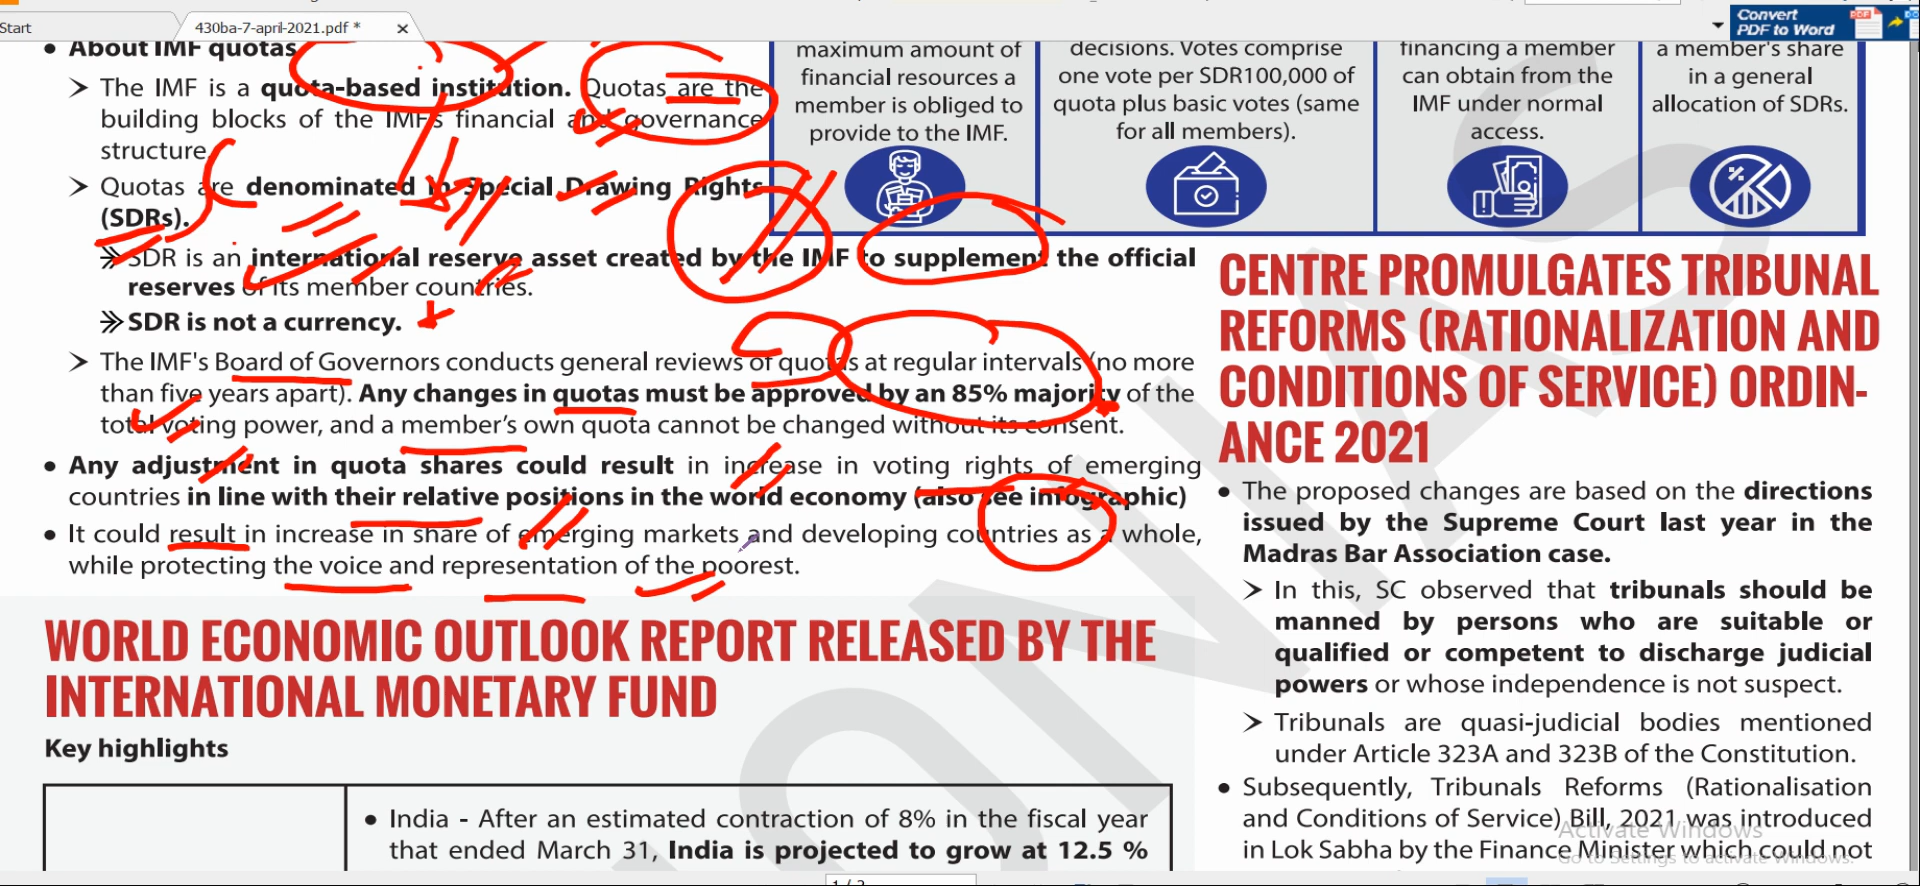 Start
430ba-7-april-2021.pdf *
Convert
PDF to Word
• About IMF quotas
➢ The IMF is a quota-based institution. Quotas are the
building blocks of the IMF's financial and governance
structure.
➢ Quotas are denominated in Special Drawing Rights
(SDRs).
SDR is an international reserve asset created by the IMF to supplement the official
reserves of its member countries.
SDR is not a currency.
➢ The IMF's Board of Governors conducts general reviews of quotas at regular intervals (no more
than five years apart). Any changes in quotas must be approved by an 85% majority of the
total voting power, and a member's own quota cannot be changed without its consent.
• Any adjustment in quota shares could result in increase in voting rights of emerging
countries in line with their relative positions in the world economy (also see infographic)
• It could result in increase in share of emerging markets and developing countries as a whole,
while protecting the voice and representation of the poorest.
maximum amount of
financial resources a
member is obliged to
provide to the IMF.
decisions. Votes comprise
one vote per SDR100,000 of
quota plus basic votes (same
for all members).
financing a member
can obtain from the
IMF under normal
access.
a member's share
in a general
allocation of SDRs.
WORLD ECONOMIC OUTLOOK REPORT RELEASED BY THE
INTERNATIONAL MONETARY FUND
Key highlights
• India - After an estimated contraction of 8% in the fiscal year
that ended March 31, India is projected to grow at 12.5 %
CENTRE PROMULGATES TRIBUNAL
REFORMS (RATIONALIZATION AND
CONDITIONS OF SERVICE) ORDIN-
ANCE 2021
• The proposed changes are based on the directions
issued by the Supreme Court last year in the
Madras Bar Association case.
➢ In this, SC observed that tribunals should be
manned by persons who are suitable or
qualified or competent to discharge judicial
powers or whose independence is not suspect.
➢ Tribunals are quasi-judicial bodies mentioned
under Article 323A and 323B of the Constitution.
• Subsequently, Tribunals Reforms (Rationalisation
and Conditions of Service) Bill, 2021 was introduced
in Lok Sabha by the Finance Minister which could not
Activate Windows
Go to Settings to activate Windows.